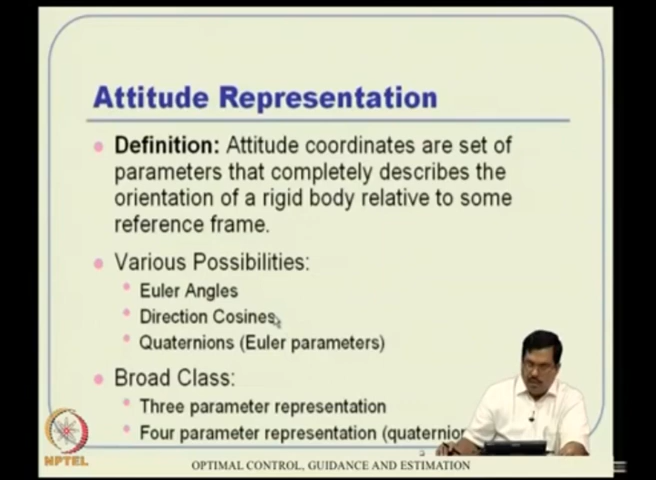 Attitude Representation
Definition: Attitude coordinates are set of
parameters that completely describes the
orientation of a rigid body relative to some
reference frame.
Various Possibilities:
Euler Angles
Direction Cosines
Quaternions (Euler parameters)
Broad Class:
Three parameter representation
Four parameter representation
NPTEL
OPTIMAL CONTROL, GUIDANCE AND ESTIMATION